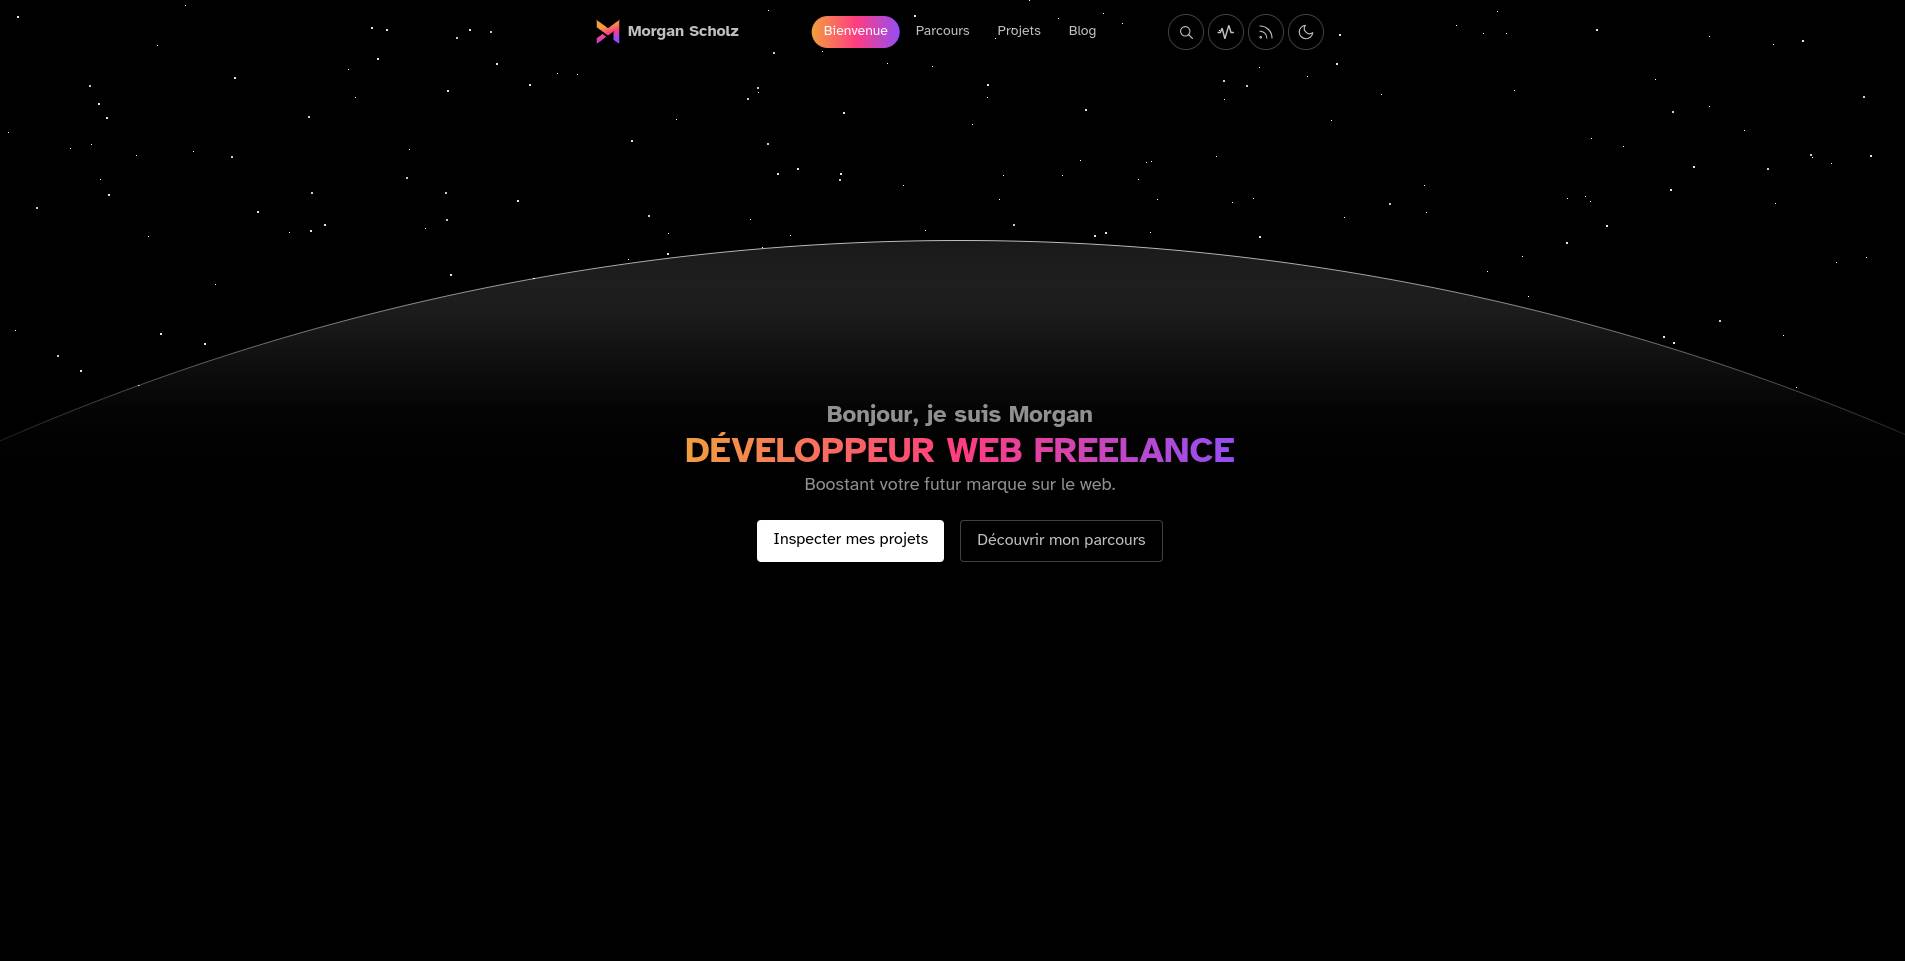 Morgan Scholz
Bienvenue
Parcours
Projets
Blog
Bonjour, je suis Morgan
DÉVELOPPEUR WEB FREELANCE
Boostant votre futur marque sur le web.
Inspecter mes projets
Découvrir mon parcours